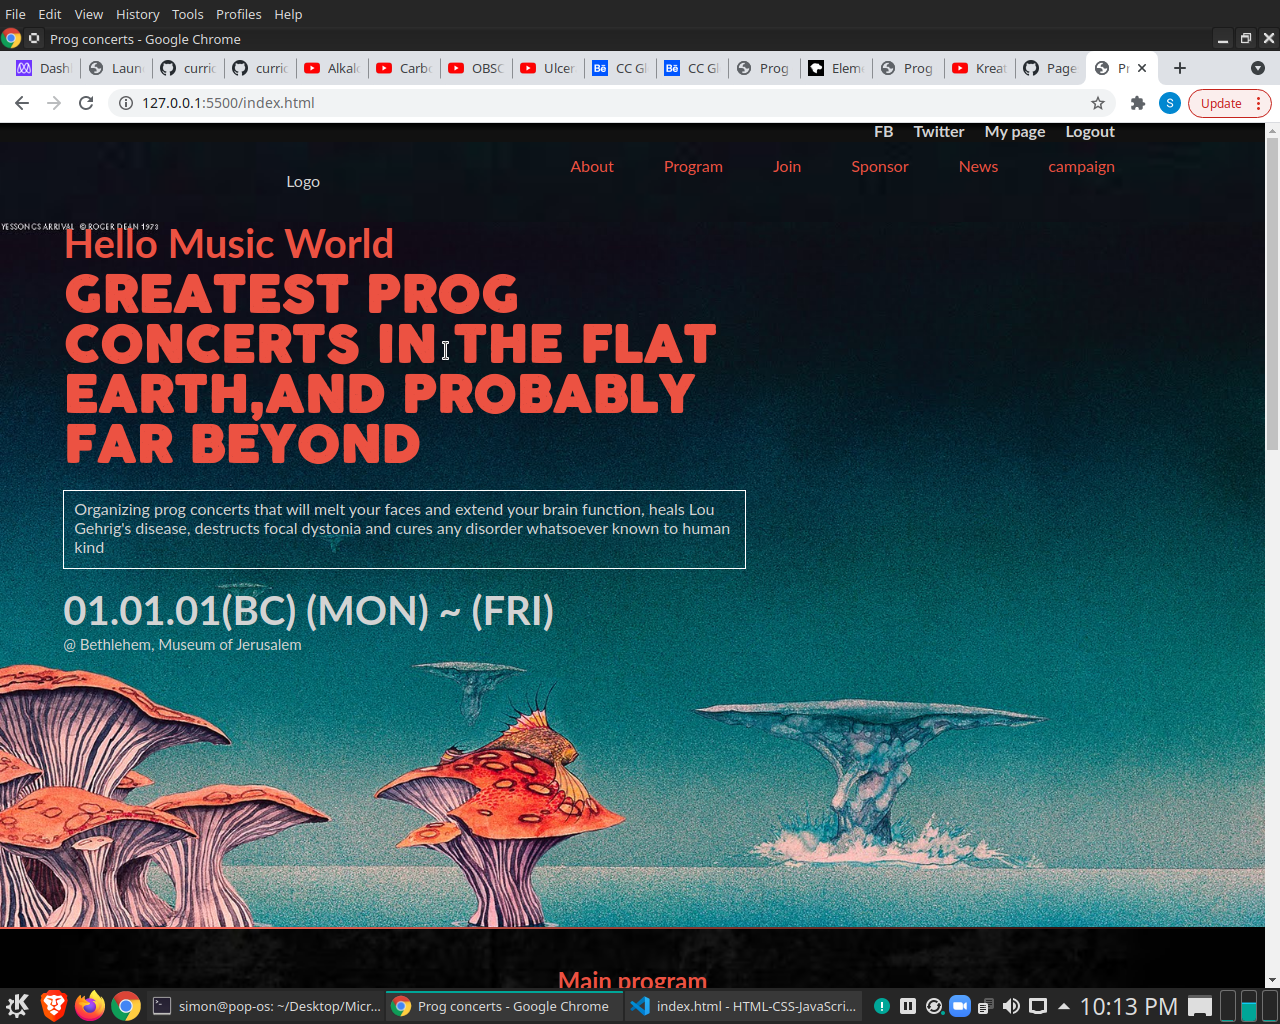 File Edit View History Tools Profiles Help
Prog concerts - Google Chrome
Dash Laun curric curric Alkal Carbo OBSC Ulcer CC Gl CC Gl Prog Eleme Prog Kreat Page Pr
127.0.0.1:5500/index.html
S
Update
FB Twitter My page Logout
About Program Join Sponsor News campaign
Logo
YESSONGS ARRIVAL © ROGER DEAN 1973
Hello Music World
GREATEST PROG
CONCERTS IN THE FLAT
EARTH,AND PROBABLY
FAR BEYOND
Organizing prog concerts that will melt your faces and extend your brain function, heals Lou
Gehrig's disease, destructs focal dystonia and cures any disorder whatsoever known to human
kind
01.01.01(BC) (MON) ~ (FRI)
@ Bethlehem, Museum of Jerusalem
Main program
simon@pop-os: ~/Desktop/Micr... Prog concerts - Google Chrome index.html - HTML-CSS-JavaScri... 10:13 PM